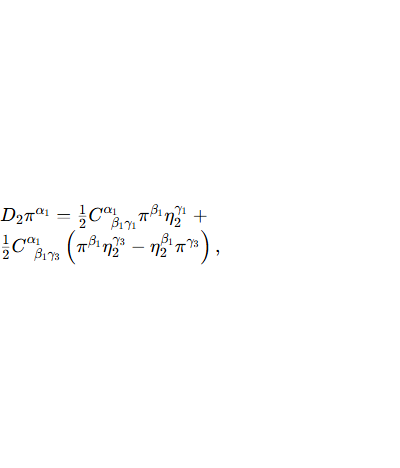 $D_2\pi^{\alpha_1} = \frac{1}{2}C^{\alpha_1}_{\ \ \beta_1\gamma_1}\pi^{\beta_1}\eta_2^{\gamma_1} +$
$\frac{1}{2}C^{\alpha_1}_{\ \ \beta_1\gamma_3}\left(\pi^{\beta_1}\eta_2^{\gamma_3} - \eta_2^{\beta_1}\pi^{\gamma_3}\right),$